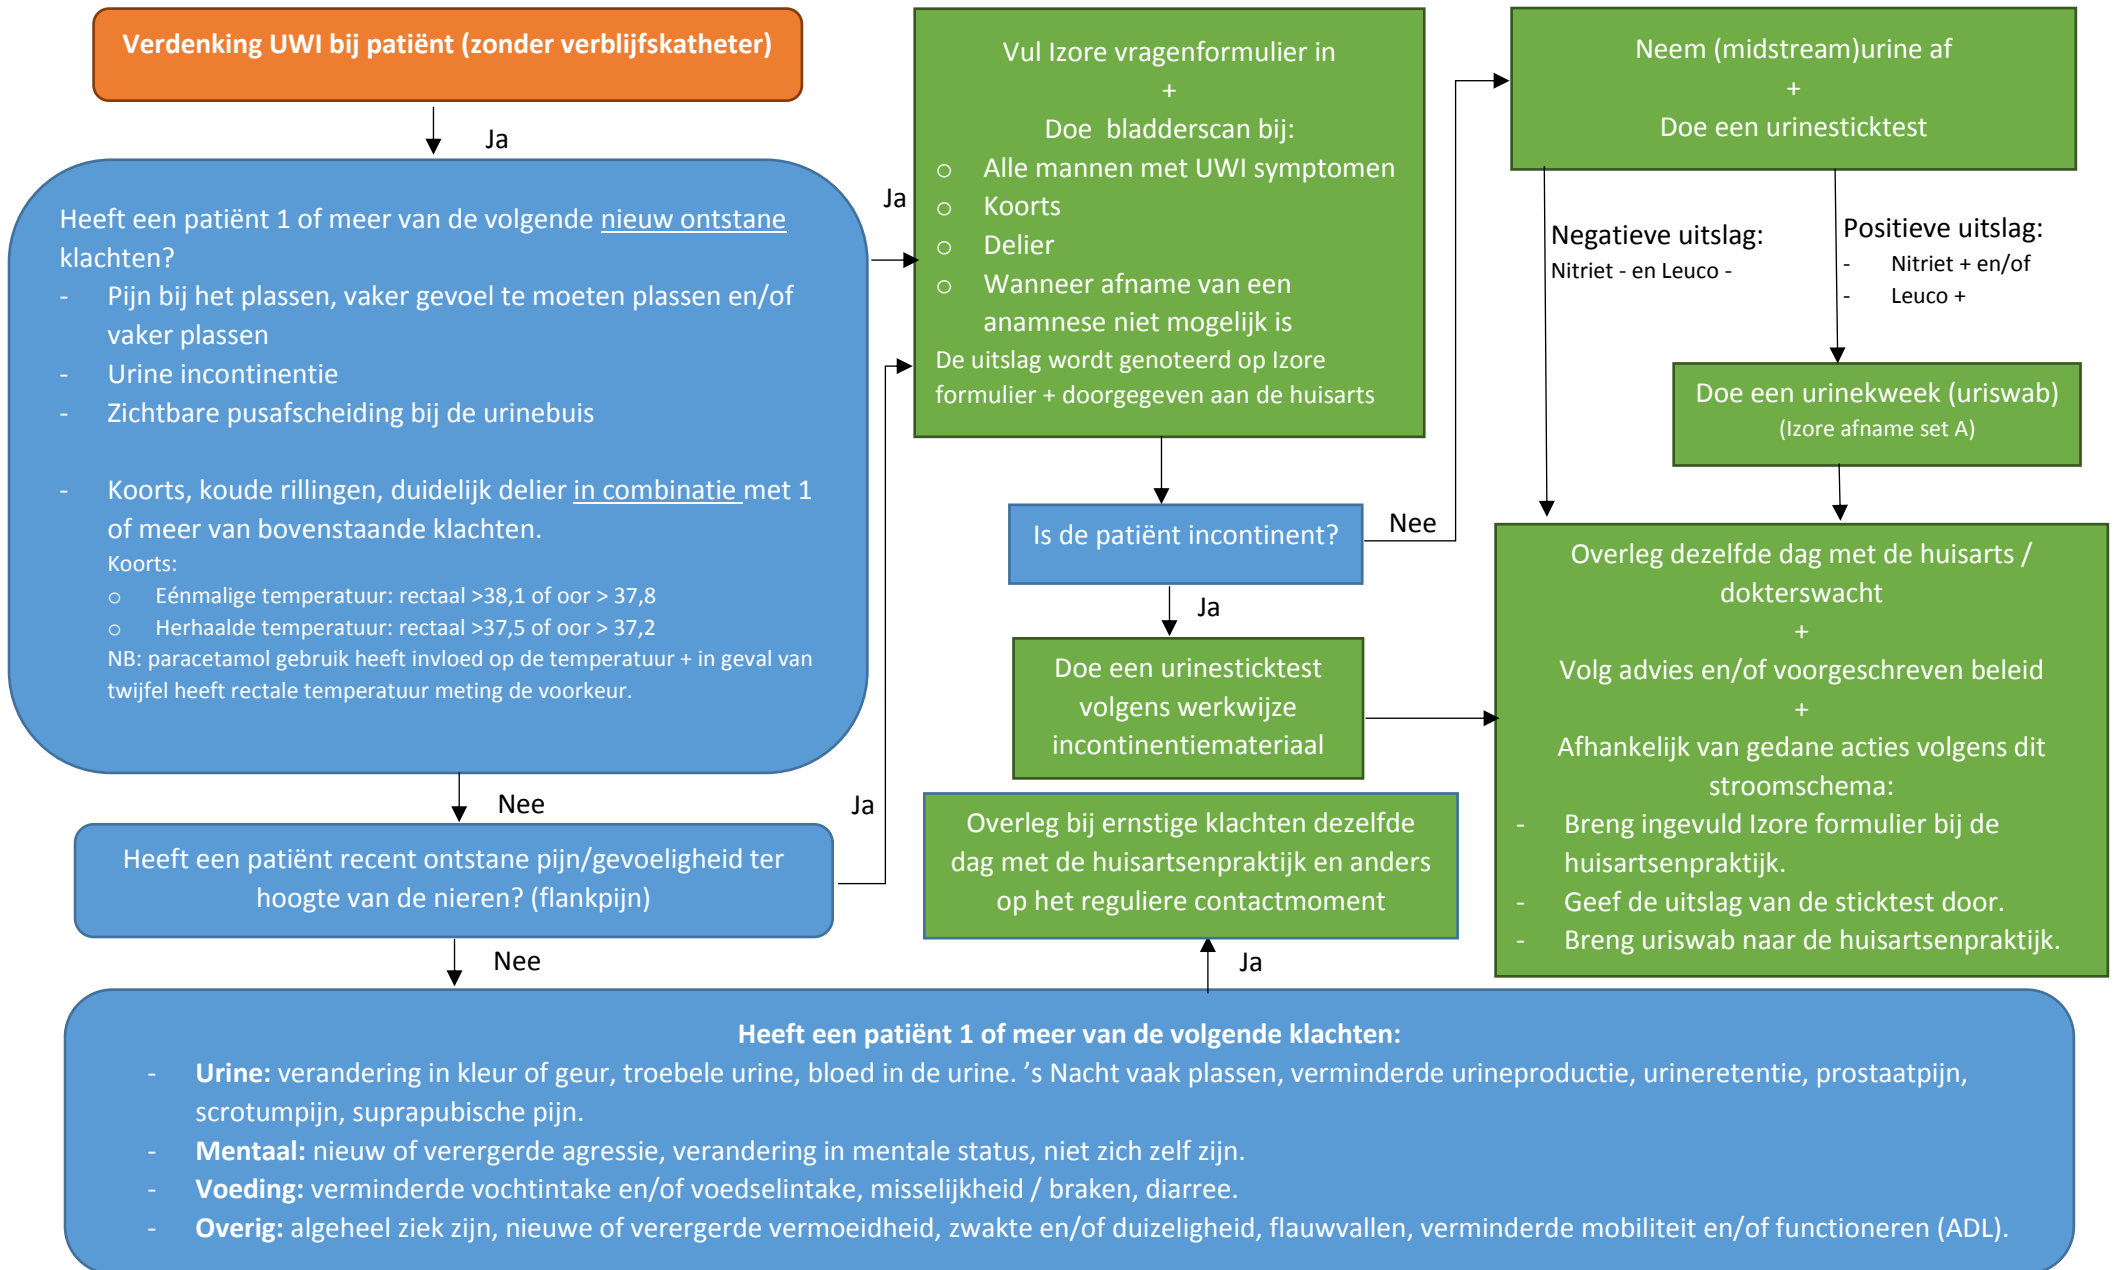 Verdenking UWI bij patiënt (zonder verblijfskatheter)
Ja
Heeft een patiënt 1 of meer van de volgende nieuw ontstane
klachten?
- Pijn bij het plassen, vaker gevoel te moeten plassen en/of
vaker plassen
- Urine incontinentie
- Zichtbare pusafscheiding bij de urinebuis
- Koorts, koude rillingen, duidelijk delier in combinatie met 1
of meer van bovenstaande klachten.
Koorts:
o Eénmalige temperatuur: rectaal >38,1 of oor > 37,8
o Herhaalde temperatuur: rectaal >37,5 of oor > 37,2
NB: paracetamol gebruik heeft invloed op de temperatuur + in geval van
twijfel heeft rectale temperatuur meting de voorkeur.
Ja
Nee
Heeft een patiënt recent ontstane pijn/gevoeligheid ter
hoogte van de nieren? (flankpijn)
Ja
Nee
Vul Izore vragenformulier in
+
Doe bladderscan bij:
o Alle mannen met UWI symptomen
o Koorts
o Delier
o Wanneer afname van een
anamnese niet mogelijk is
De uitslag wordt genoteerd op Izore
formulier + doorgegeven aan de huisarts
Is de patiënt incontinent?
Nee
Ja
Doe een urinesticktest
volgens werkwijze
incontinentiemateriaal
Overleg bij ernstige klachten dezelfde
dag met de huisartsenpraktijk en anders
op het reguliere contactmoment
Ja
Neem (midstream)urine af
+
Doe een urinesticktest
Negatieve uitslag:
Nitriet - en Leuco -
Positieve uitslag:
- Nitriet + en/of
- Leuco +
Doe een urinekweek (uriswab)
(Izore afname set A)
Overleg dezelfde dag met de huisarts /
dokterswacht
+
Volg advies en/of voorgeschreven beleid
+
Afhankelijk van gedane acties volgens dit
stroomschema:
- Breng ingevuld Izore formulier bij de
huisartsenpraktijk.
- Geef de uitslag van de sticktest door.
- Breng uriswab naar de huisartsenpraktijk.
Heeft een patiënt 1 of meer van de volgende klachten:
- Urine: verandering in kleur of geur, troebele urine, bloed in de urine. ’s Nacht vaak plassen, verminderde urineproductie, urineretentie, prostaatpijn,
scrotumpijn, suprapubische pijn.
- Mentaal: nieuw of verergerde agressie, verandering in mentale status, niet zich zelf zijn.
- Voeding: verminderde vochtintake en/of voedselintake, misselijkheid / braken, diarree.
- Overig: algeheel ziek zijn, nieuwe of verergerde vermoeidheid, zwakte en/of duizeligheid, flauwvallen, verminderde mobiliteit en/of functioneren (ADL).